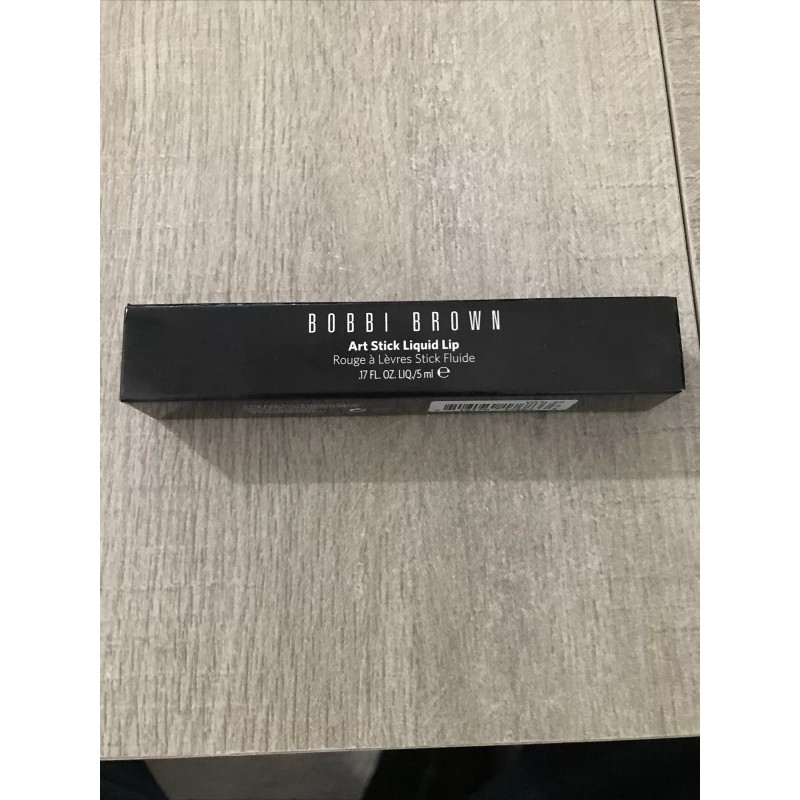 BOBBI BROWN
Art Stick Liquid Lip
Rouge à Lèvres Stick Fluide
.17 FL. OZ. LIQ./5 ml ℮